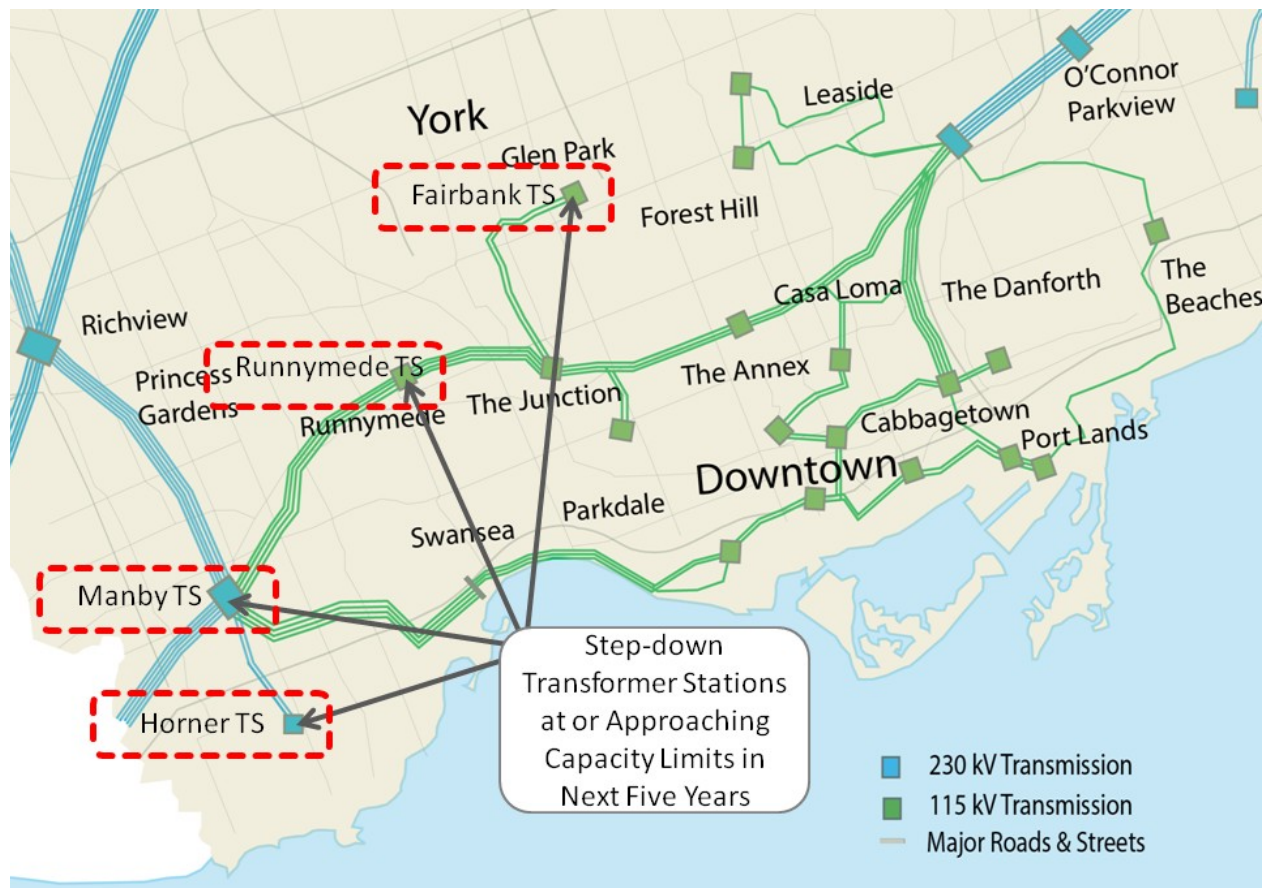 York
Leaside
O'Connor
Parkview
Glen Park
Fairbank TS
Forest Hill
Richview
Casa Loma
The Danforth
The
Beaches
Princess
Gardens
Runnymede TS
Runnymede
The Junction
The Annex
Cabbagetown
Port Lands
Downtown
Parkdale
Swansea
Manby TS
Horner TS
Step-down
Transformer Stations
at or Approaching
Capacity Limits in
Next Five Years
230 kV Transmission
115 kV Transmission
Major Roads & Streets